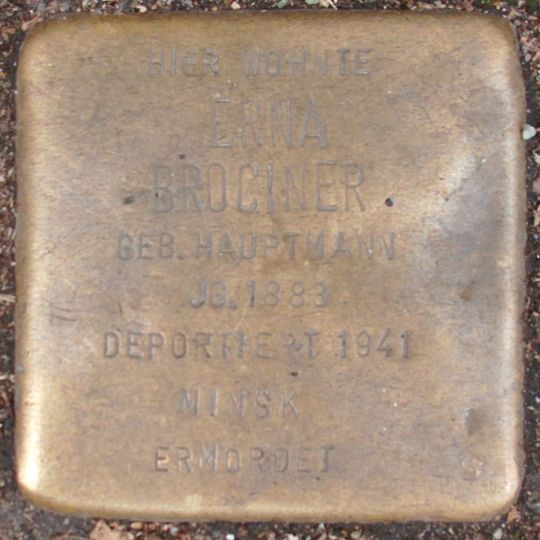 HIER WOHNTE
ERNA
BROCINER
GEB. HAUPTMANN
JG. 1883
DEPORTIERT 1941
MINSK
ERMORDET